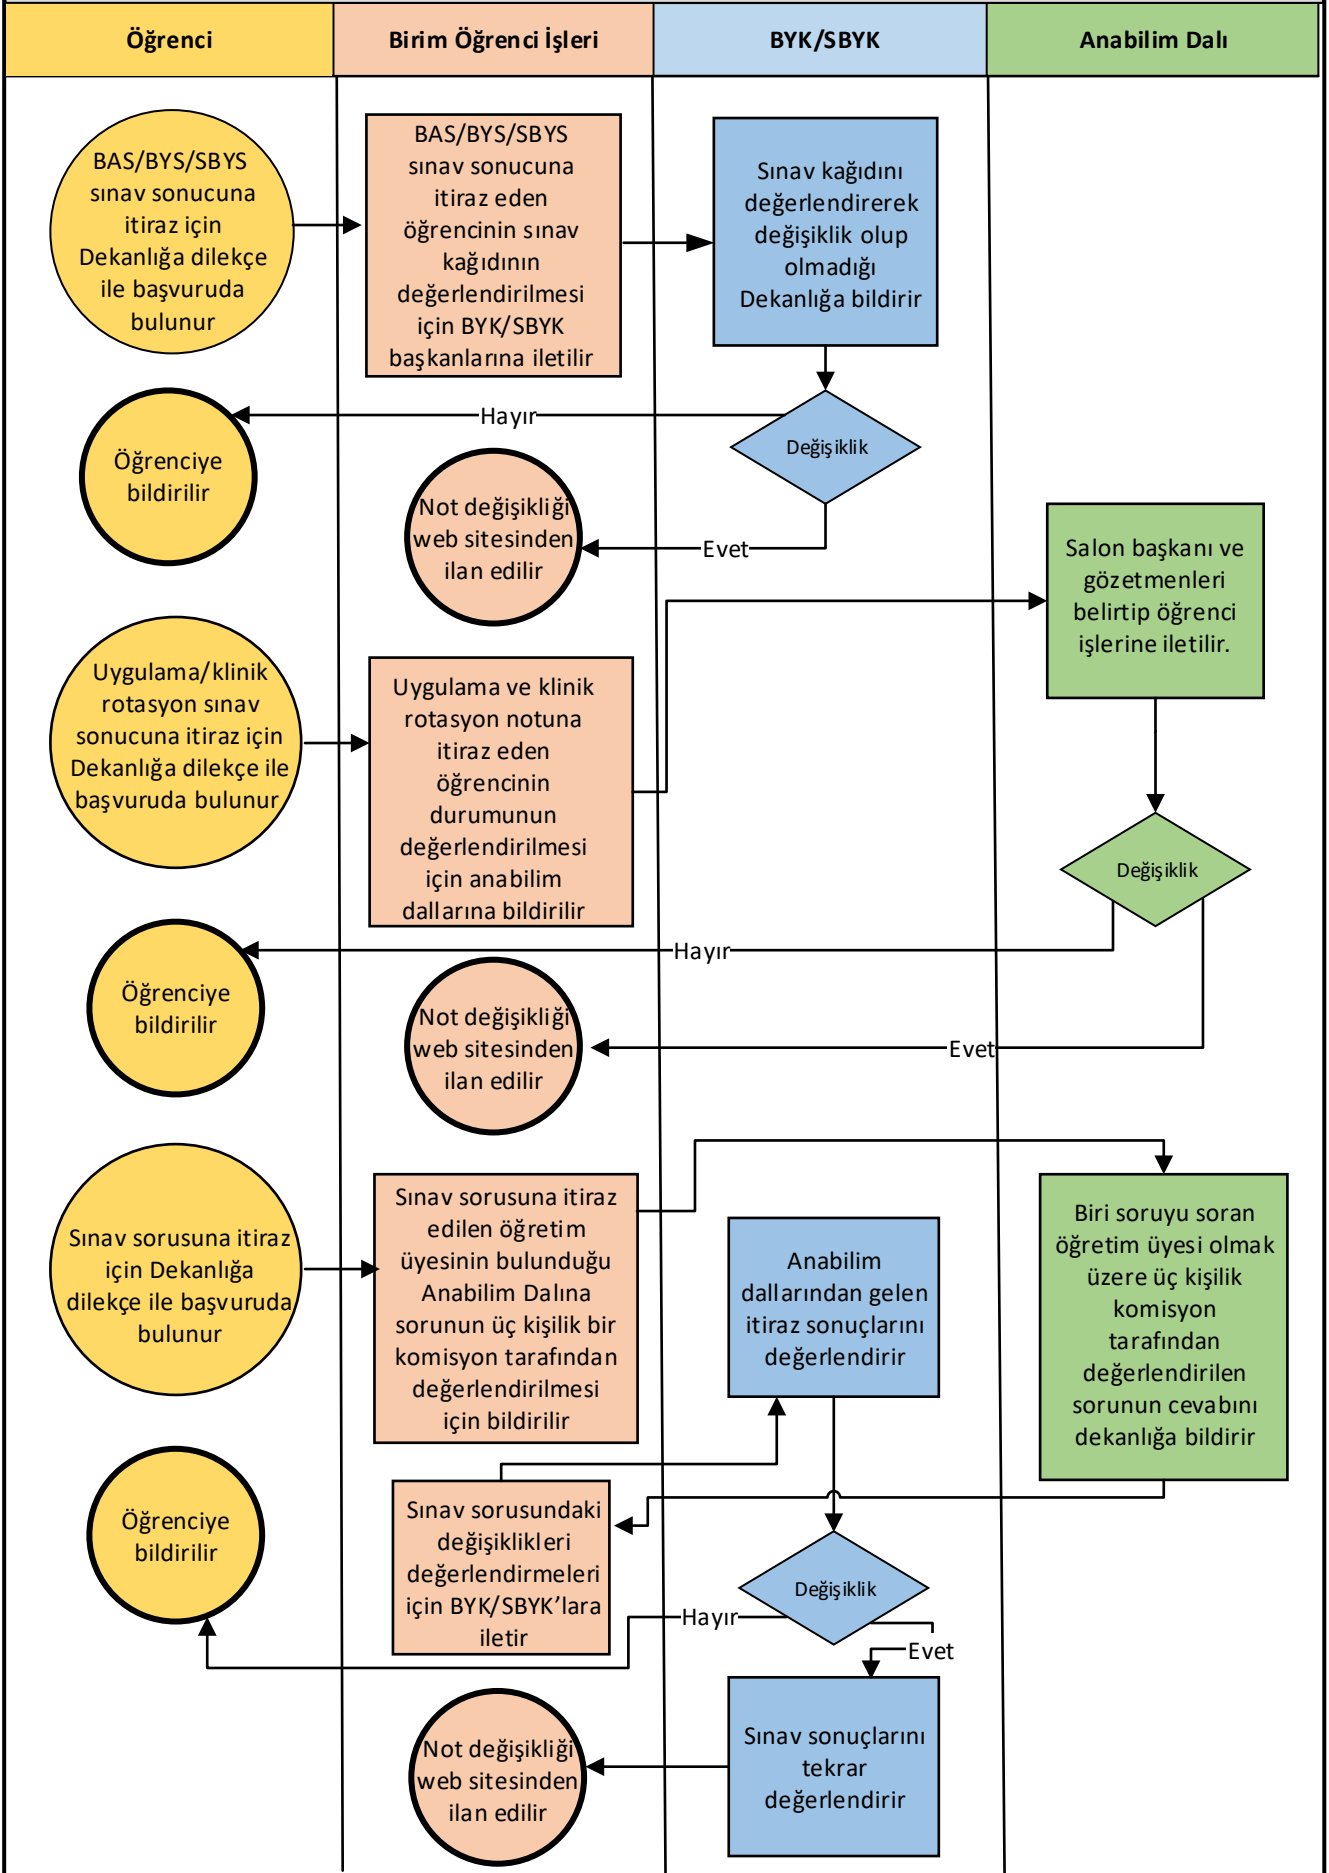 Öğrenci
Birim Öğrenci İşleri
BYK/SBYK
Anabilim Dalı
BAS/BYS/SBYS
sınav sonucuna
itiraz için
Dekanlığa dilekçe
ile başvuruda
bulunur
BAS/BYS/SBYS
sınav sonucuna
itiraz eden
öğrencinin sınav
kağıdının
değerlendirilmesi
için BYK/SBYK
başkanlarına iletilir
Sınav kağıdını
değerlendirerek
değişiklik olup
olmadığı
Dekanlığa bildirir
Hayır
Değişiklik
Öğrenciye
bildirilir
Not değişikliği
web sitesinden
ilan edilir
Evet
Salon başkanı ve
gözetmenleri
belirtip öğrenci
işlerine iletilir.
Uygulama/klinik
rotasyon sınav
sonucuna itiraz için
Dekanlığa dilekçe ile
başvuruda bulunur
Uygulama ve klinik
rotasyon notuna
itiraz eden
öğrencinin
durumunun
değerlendirilmesi
için anabilim
dallarına bildirilir
Değişiklik
Hayır
Öğrenciye
bildirilir
Not değişikliği
web sitesinden
ilan edilir
Evet
Sınav sorusuna itiraz
için Dekanlığa
dilekçe ile başvuruda
bulunur
Sınav sorusuna itiraz
edilen öğretim
üyesinin bulunduğu
Anabilim Dalına
sorunun üç kişilik bir
komisyon tarafından
değerlendirilmesi
için bildirilir
Anabilim
dallarından gelen
itiraz sonuçlarını
değerlendirir
Biri soruyu soran
öğretim üyesi olmak
üzere üç kişilik
komisyon
tarafından
değerlendirilen
sorunun cevabını
dekanlığa bildirir
Öğrenciye
bildirilir
Sınav sorusundaki
değişiklikleri
değerlendirmeleri
için BYK/SBYK’lara
iletir
Değişiklik
Hayır
Evet
Not değişikliği
web sitesinden
ilan edilir
Sınav sonuçlarını
tekrar
değerlendirir